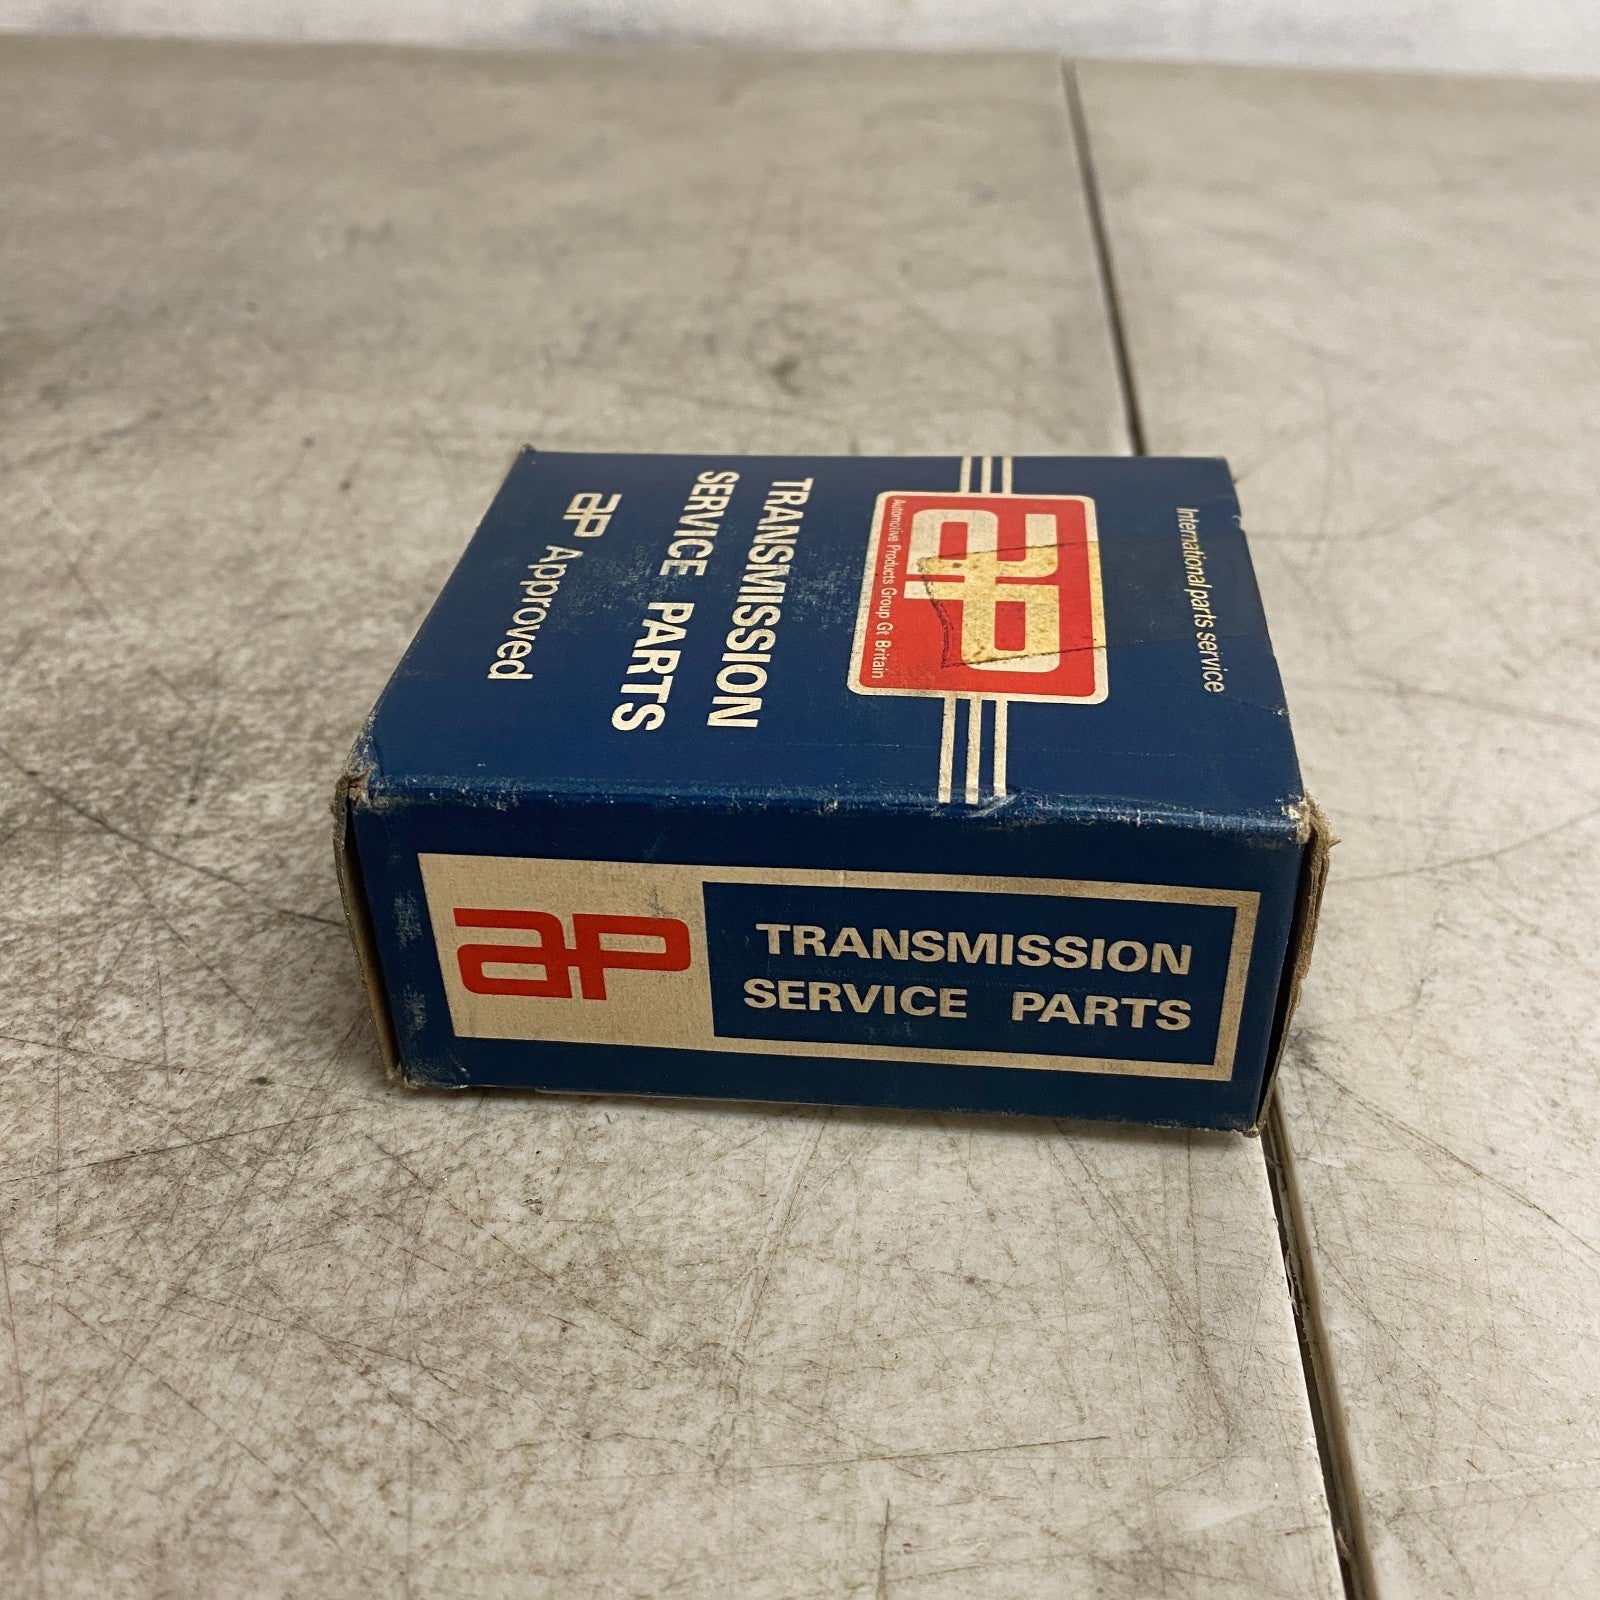 International parts service
ap
Automotive Products Group Gt Britain
TRANSMISSION
SERVICE PARTS
ap Approved
ap
TRANSMISSION
SERVICE PARTS